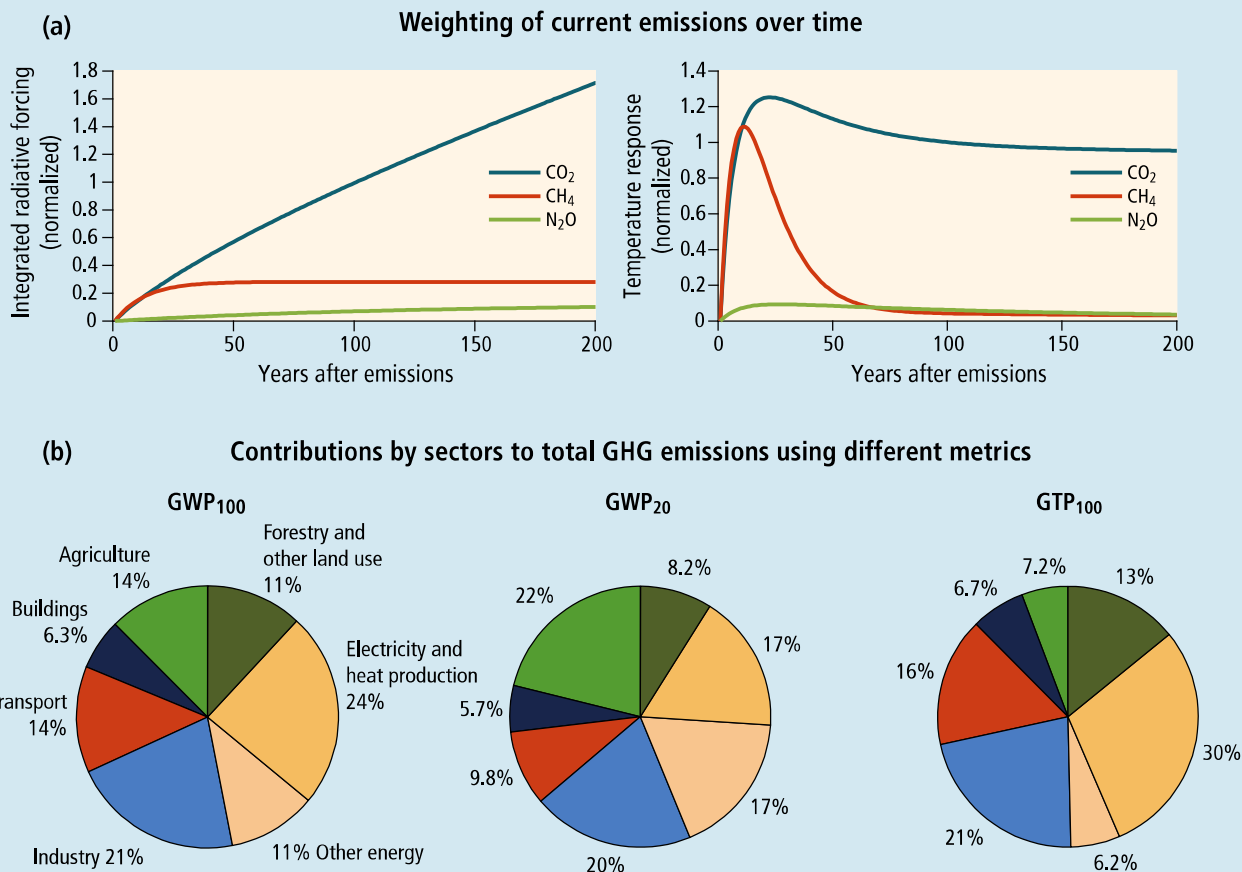 (a)
Weighting of current emissions over time
Integrated radiative forcing
(normalized)
1.8
1.6
1.4
1.2
1
0.8
0.6
0.4
0.2
0
0
50
100
150
200
Years after emissions
CO₂
CH₄
N₂O
Temperature response
(normalized)
1.4
1.2
1
0.8
0.6
0.4
0.2
0
0
50
100
150
200
Years after emissions
CO₂
CH₄
N₂O
(b)
Contributions by sectors to total GHG emissions using different metrics
GWP₁₀₀
Forestry and
other land use
11%
Electricity and
heat production
24%
11% Other energy
Industry 21%
ransport
14%
Buildings
6.3%
Agriculture
14%
GWP₂₀
8.2%
17%
17%
20%
9.8%
5.7%
22%
GTP₁₀₀
13%
30%
6.2%
21%
16%
6.7%
7.2%